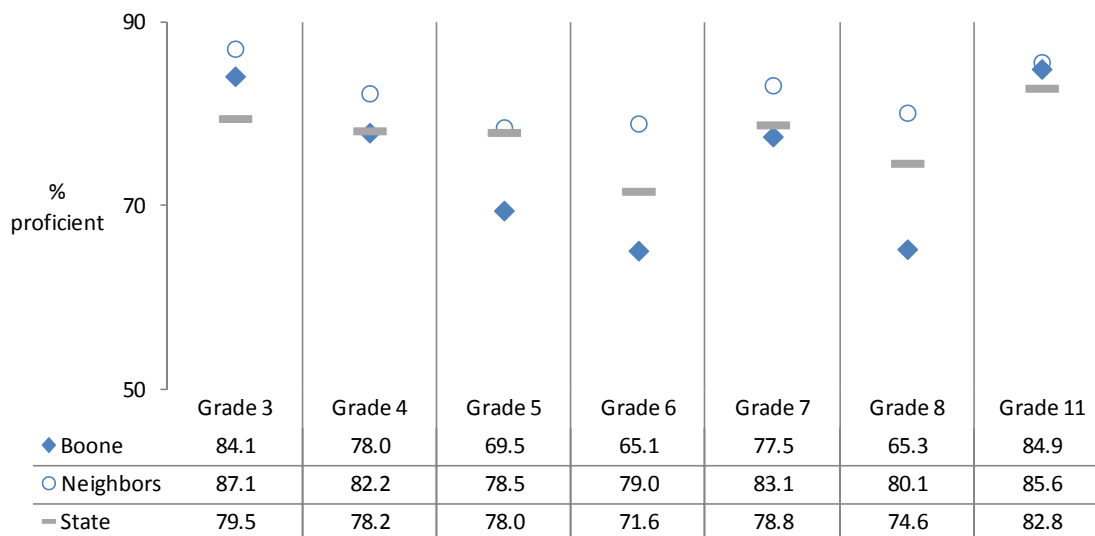 90
%
proficient
70
50
Grade 3 Grade 4 Grade 5 Grade 6 Grade 7 Grade 8 Grade 11
Boone 84.1 78.0 69.5 65.1 77.5 65.3 84.9
Neighbors 87.1 82.2 78.5 79.0 83.1 80.1 85.6
State 79.5 78.2 78.0 71.6 78.8 74.6 82.8